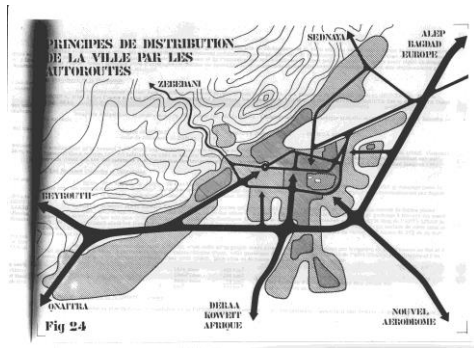 PRINCIPES DE DISTRIBUTION
DE LA VILLE PAR LES
AUTOROUTES
SEDNAYA
ALEP
BAGDAD
EUROPE
ZEBEDANI
BEYROUTH
QNAITRA
DERAA
KOWEIT
AFRIQUE
NOUVEL
AERODROME
Fig 24